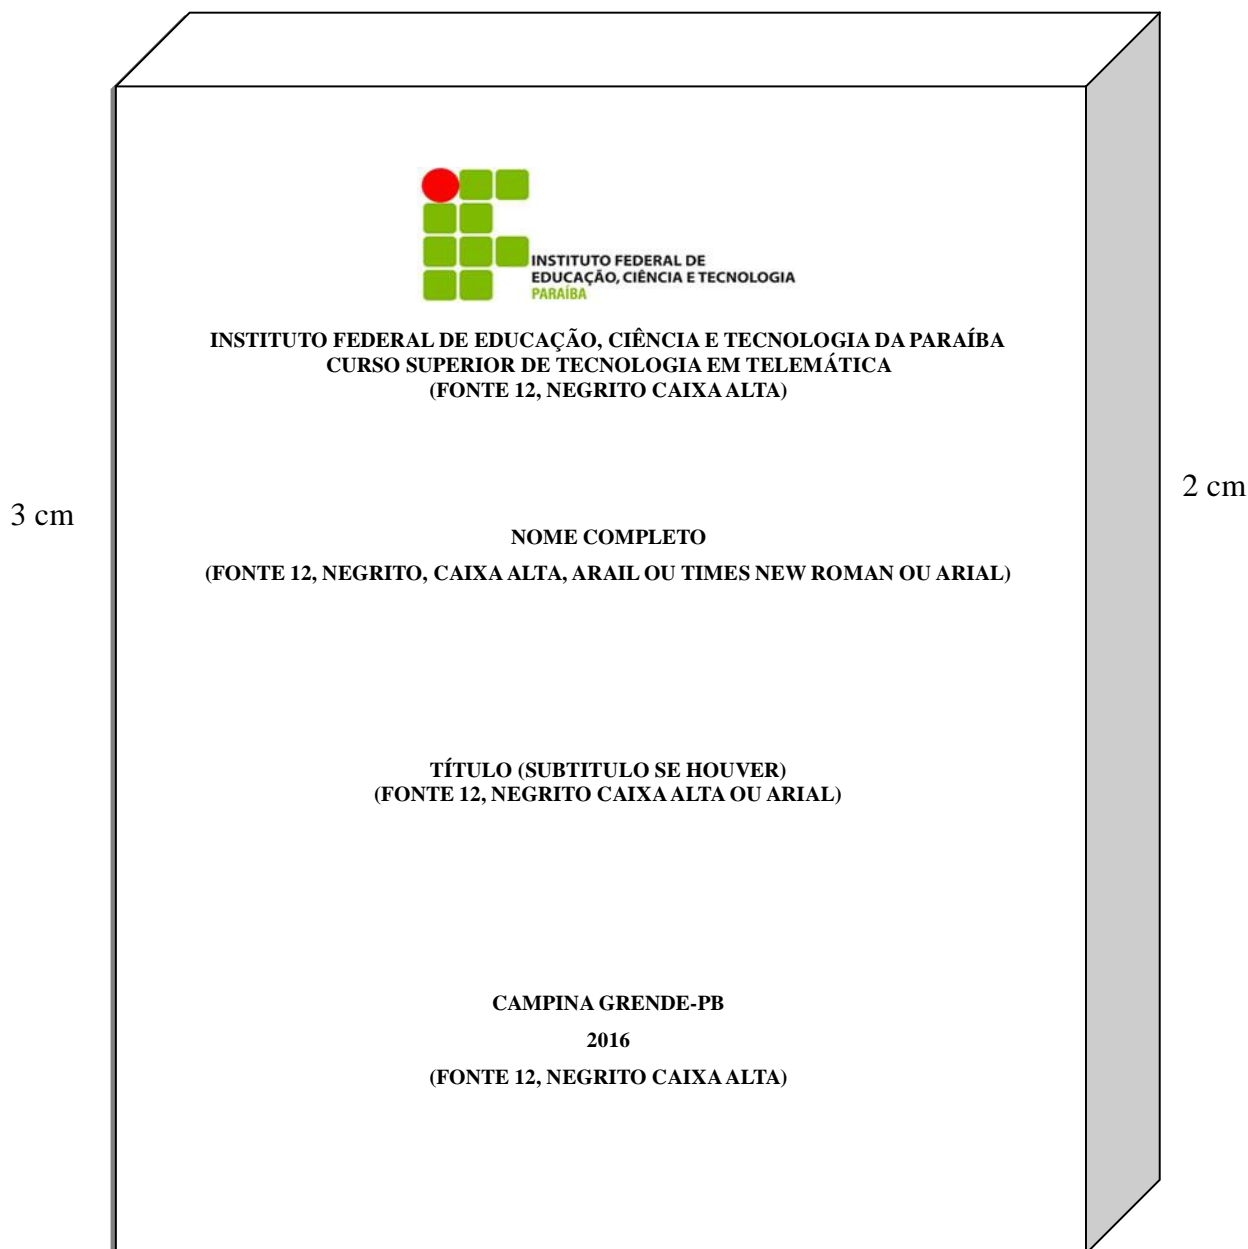 INSTITUTO FEDERAL DE
EDUCAÇÃO, CIÊNCIA E TECNOLOGIA
PARAÍBA
INSTITUTO FEDERAL DE EDUCAÇÃO, CIÊNCIA E TECNOLOGIA DA PARAÍBA
CURSO SUPERIOR DE TECNOLOGIA EM TELEMÁTICA
(FONTE 12, NEGRITO CAIXA ALTA)
2 cm
3 cm
NOME COMPLETO
(FONTE 12, NEGRITO, CAIXA ALTA, ARAIL OU TIMES NEW ROMAN OU ARIAL)
TÍTULO (SUBTITULO SE HOUVER)
(FONTE 12, NEGRITO CAIXA ALTA OU ARIAL)
CAMPINA GRENDE-PB
2016
(FONTE 12, NEGRITO CAIXA ALTA)